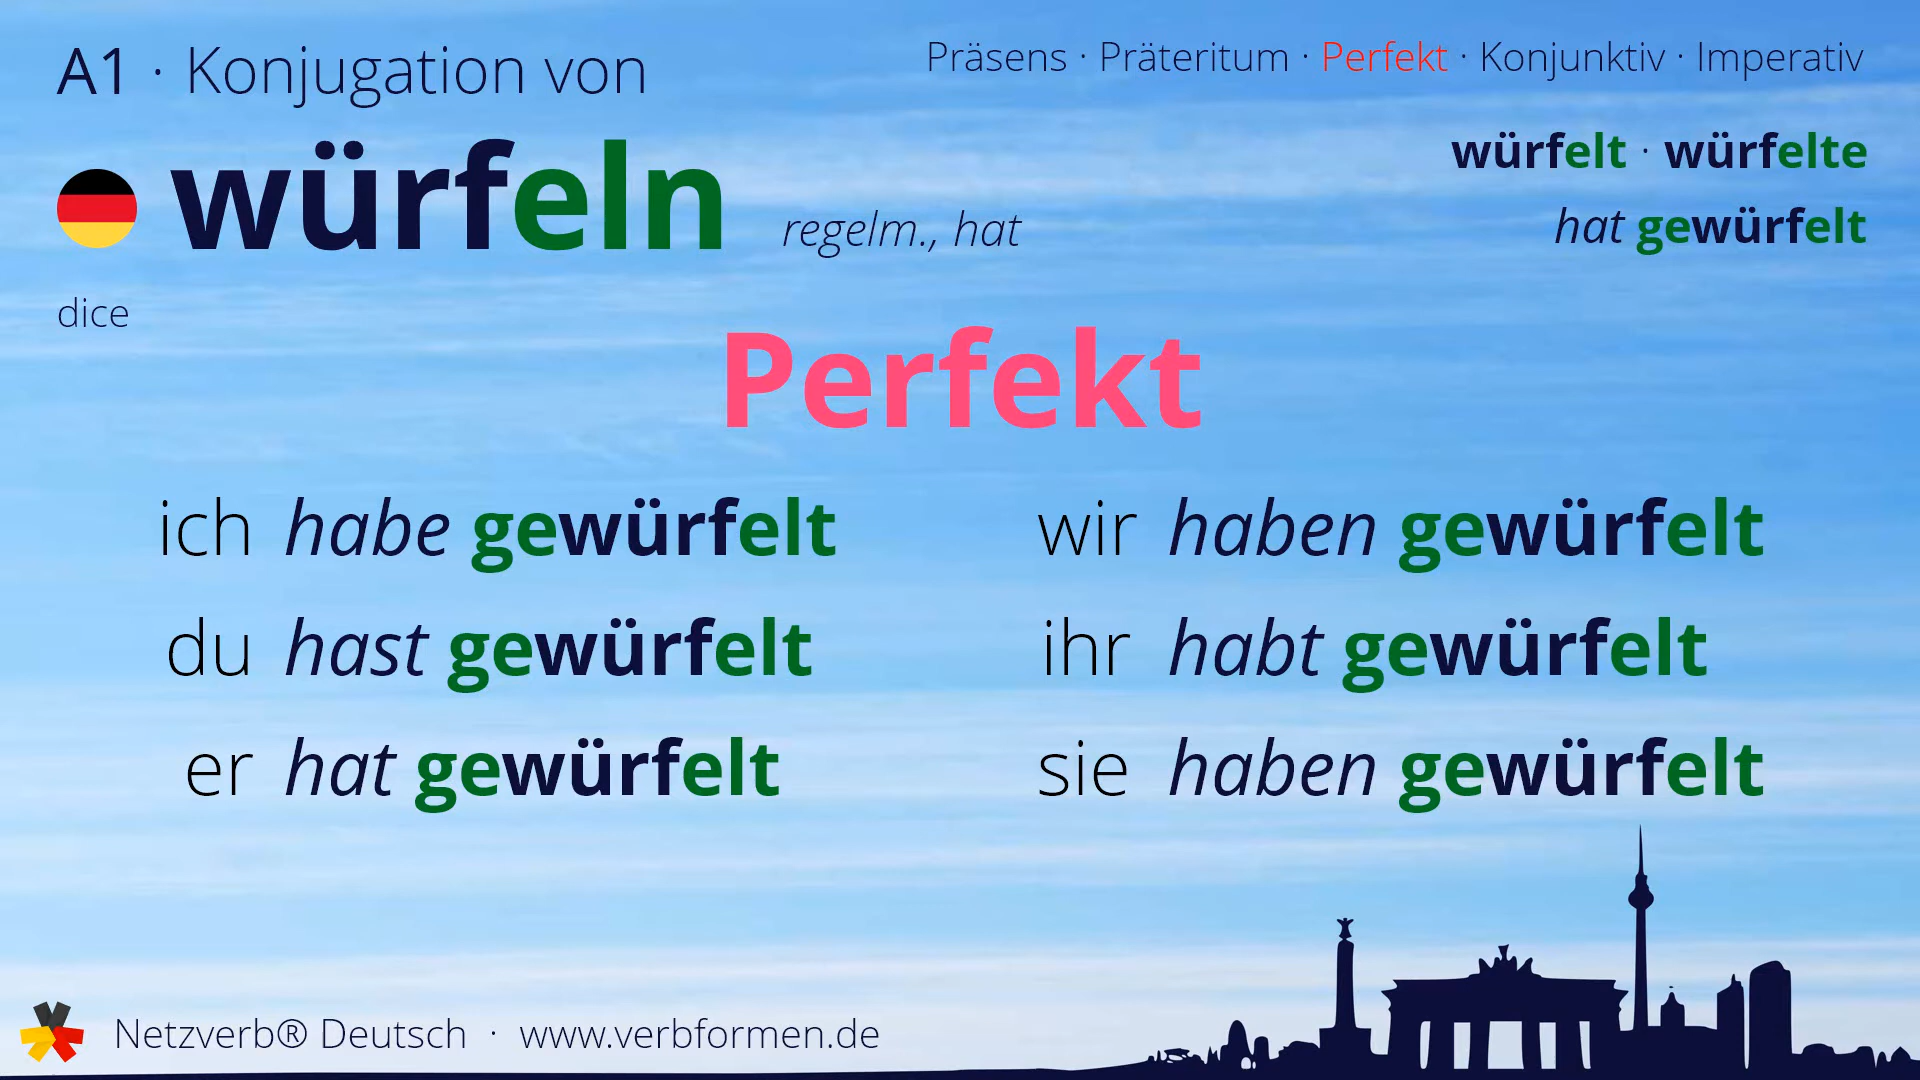 A1 · Konjugation von
Präsens · Präteritum · Perfekt · Konjunktiv · Imperativ
würfeln regelm., hat
würfelt · würfelte
hat gewürfelt
dice
Perfekt
ich habe gewürfelt
du hast gewürfelt
er hat gewürfelt
wir haben gewürfelt
ihr habt gewürfelt
sie haben gewürfelt
Netzverb® Deutsch · www.verbformen.de